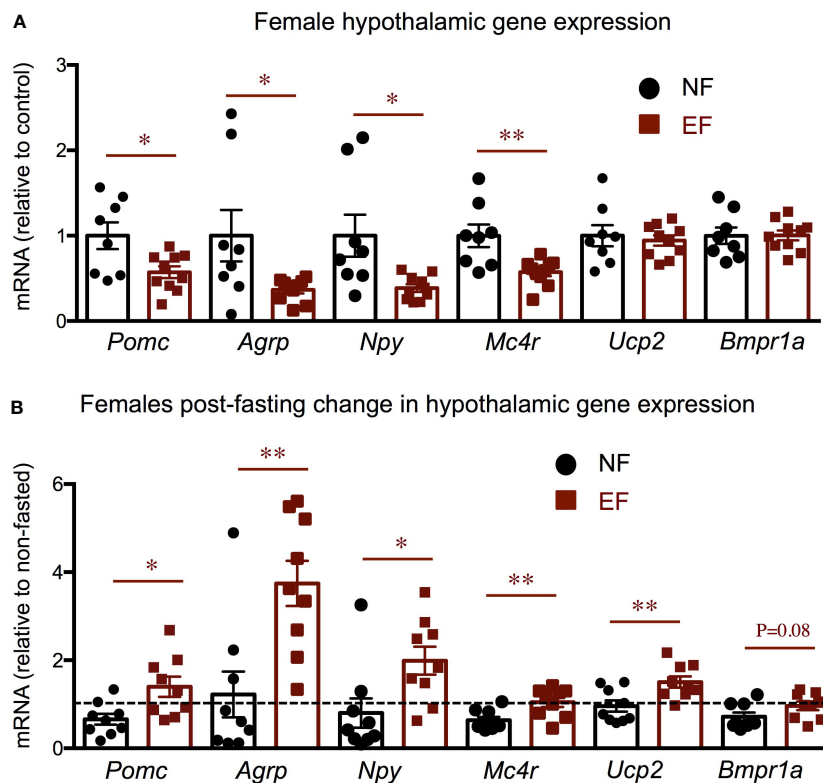 A
Female hypothalamic gene expression
mRNA (relative to control)
3
2
1
0
*
*
*
**
NF
EF
Pomc Agrp Npy Mc4r Ucp2 Bmpr1a
B
Females post-fasting change in hypothalamic gene expression
mRNA (relative to non-fasted)
6
4
2
0
*
**
*
**
**
P=0.08
NF
EF
Pomc Agrp Npy Mc4r Ucp2 Bmpr1a